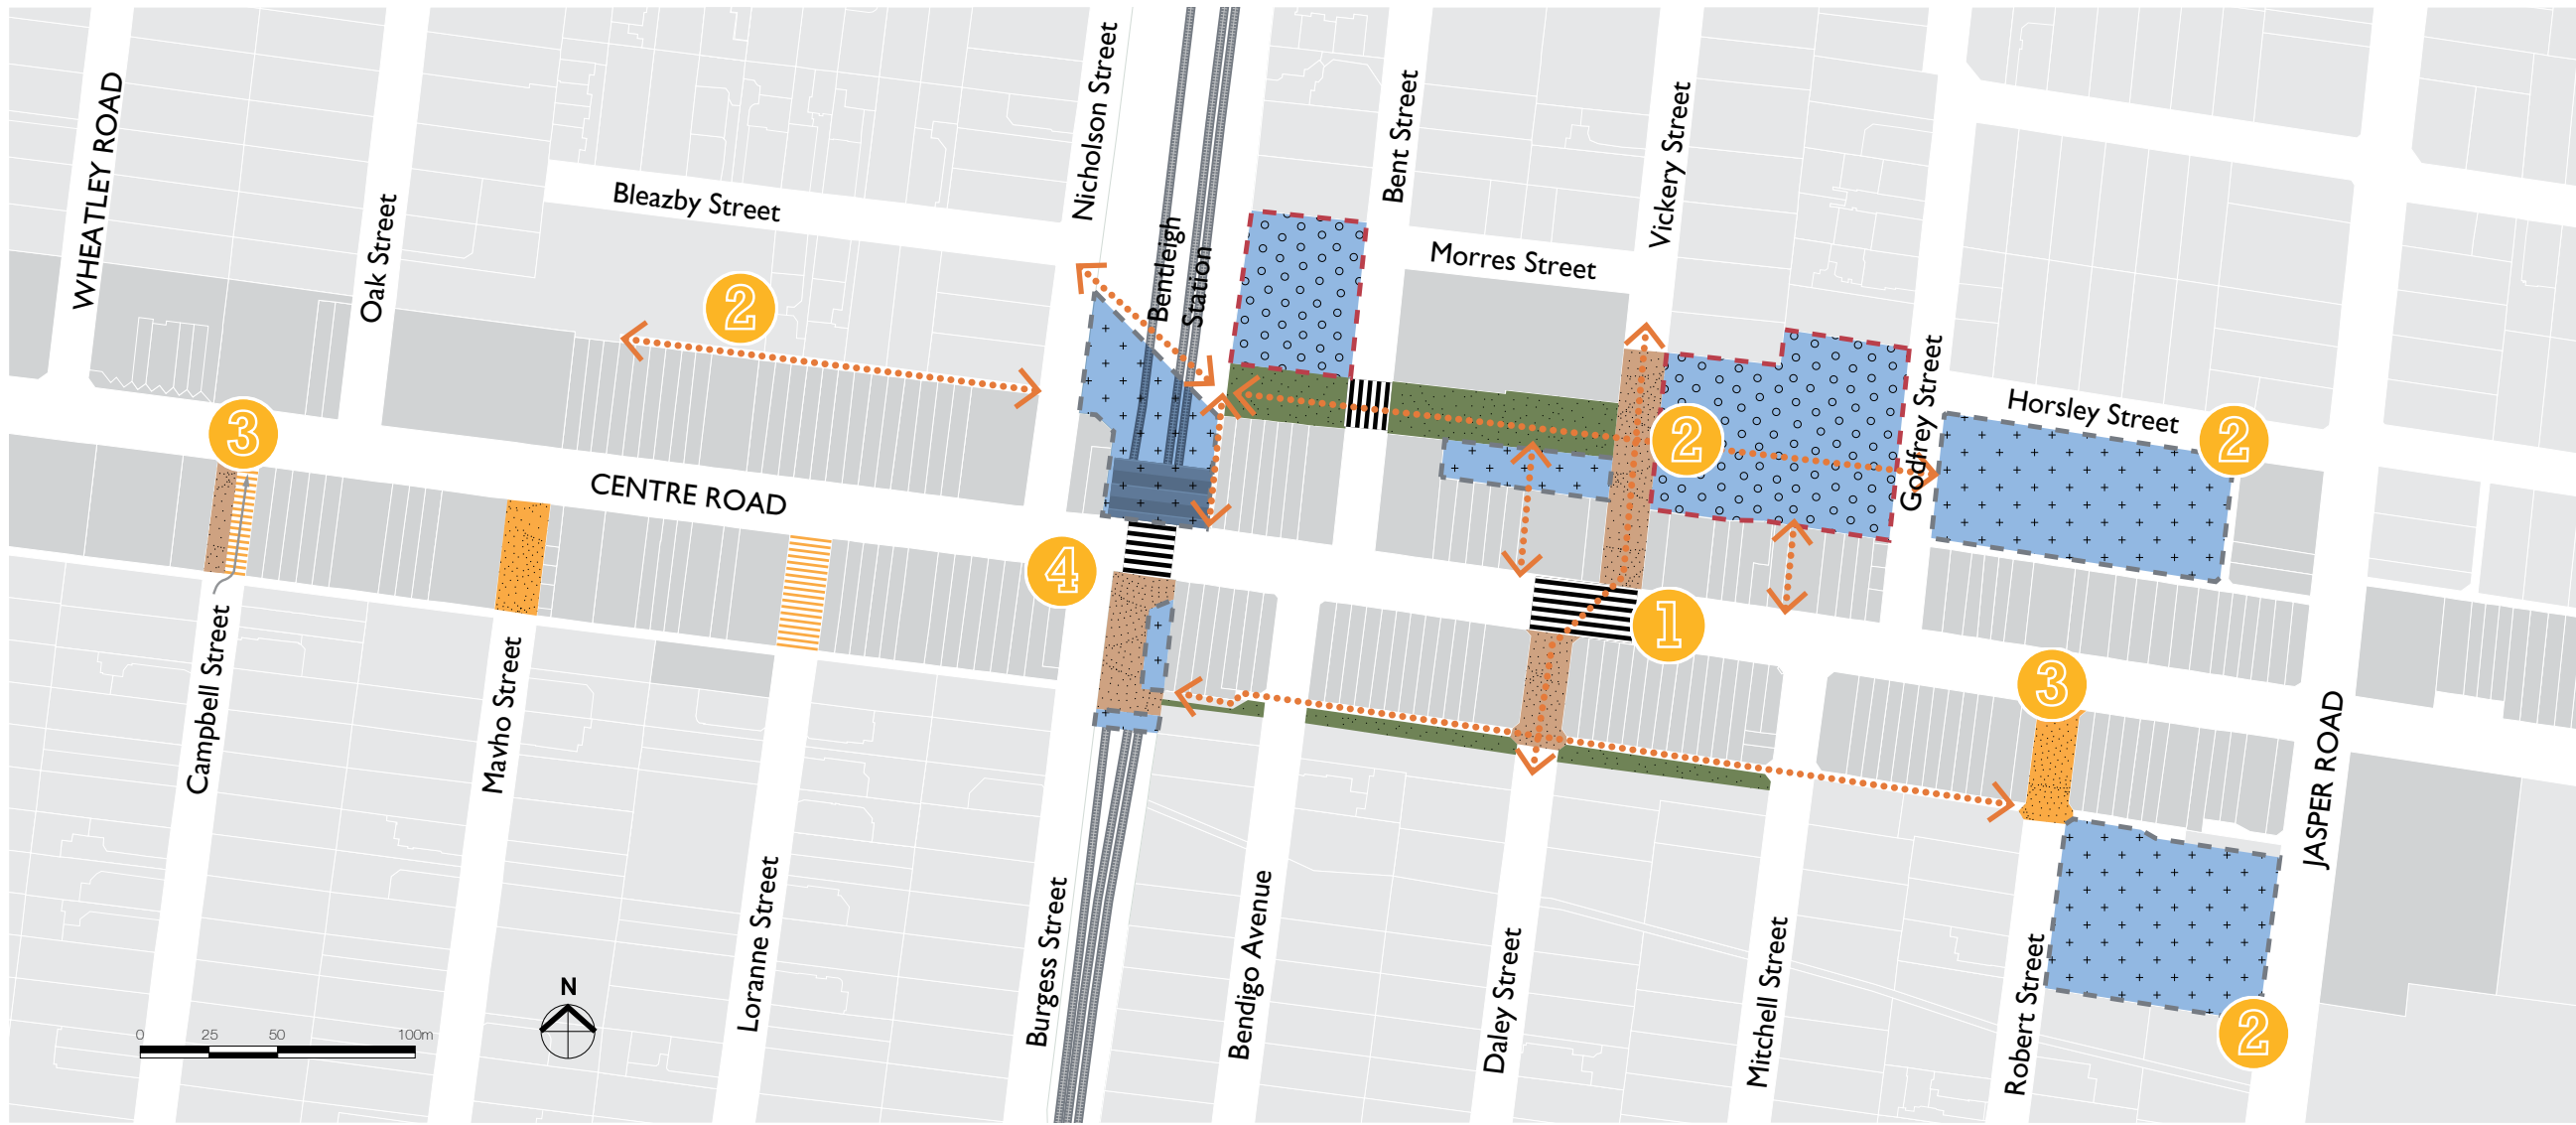 WHEATLEY ROAD
Oak Street
Bleazby Street
Nicholson Street
Bentleigh
Station
Bent Street
Morres Street
Vickery Street
Godfrey Street
Horsley Street
2
2
2
3
CENTRE ROAD
4
1
3
Campbell Street
Mavho Street
Loranne Street
Burgess Street
Bendigo Avenue
Daley Street
Mitchell Street
Robert Street
JASPER ROAD
2
N
0 25 50 100m